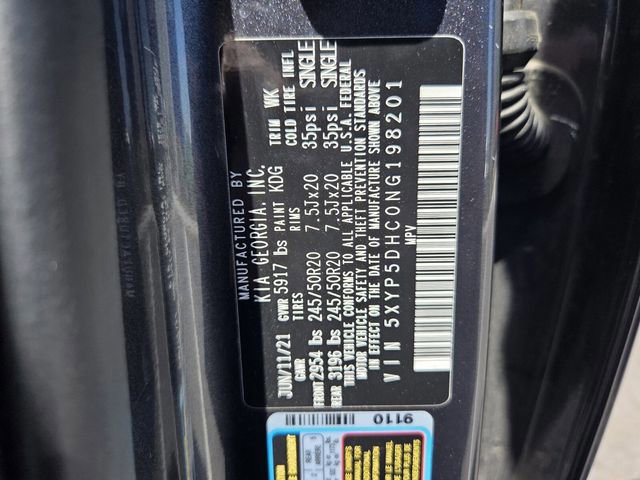 MANUFACTURED BY
KIA GEORGIA, INC.
JUN/11/21 GVWR 5917 lbs PAINT KDG TRIM WK
GAWR TIRES RIMS COLD TIRE INFL
FRONT 2954 lbs 245/50R20 7.5Jx20 35psi SINGLE
REAR 3196 lbs 245/50R20 7.5Jx20 35psi SINGLE
THIS VEHICLE CONFORMS TO ALL APPLICABLE U.S.A. FEDERAL
MOTOR VEHICLE SAFETY AND THEFT PREVENTION STANDARDS
IN EFFECT ON THE DATE OF MANUFACTURE SHOWN ABOVE
VIN 5XYP5DHC0NG198201
MPV
9110